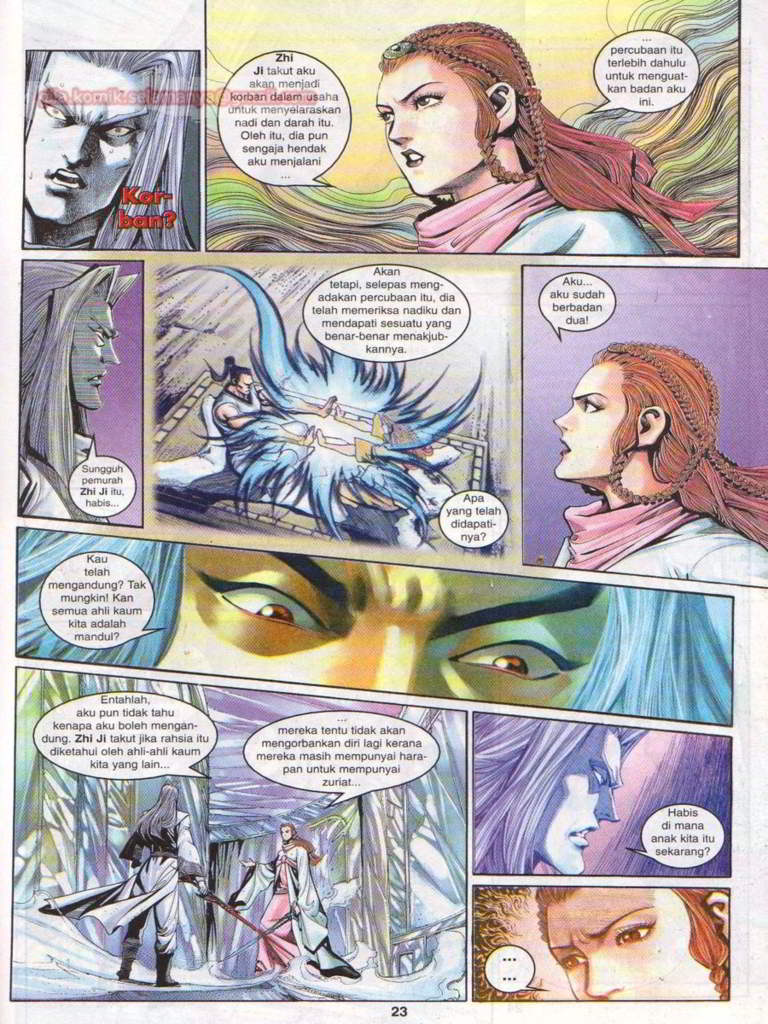 Kor-
ban?
Zhi
Ji takut aku
akan menjadi
korban dalam usaha
untuk menyelaraskan
nadi dan darah itu.
Oleh itu, dia pun
sengaja hendak
aku menjalani
...
...
percubaan itu
terlebih dahulu
untuk menguat-
kan badan aku
ini.
Sungguh
pemurah
Zhi Ji itu,
habis...
Akan
tetapi, selepas meng-
adakan percubaan itu, dia
telah memeriksa nadiku dan
mendapati sesuatu yang
benar-benar menakjub-
kannya.
Apa
yang telah
didapati-
nya?
Aku...
aku sudah
berbadan
dua!
Kau
telah
mengandung? Tak
mungkin! Kan
semua ahli kaum
kita adalah
mandul?
Entahlah,
aku pun tidak tahu
kenapa aku boleh mengan-
dung. Zhi Ji takut jika rahsia itu
diketahui oleh ahli-ahli kaum
kita yang lain...
...
mereka tentu tidak akan
mengorbankan diri lagi kerana
mereka masih mempunyai hara-
pan untuk mempunyai
zuriat...
Habis
di mana
anak kita itu
sekarang?
...
...
23